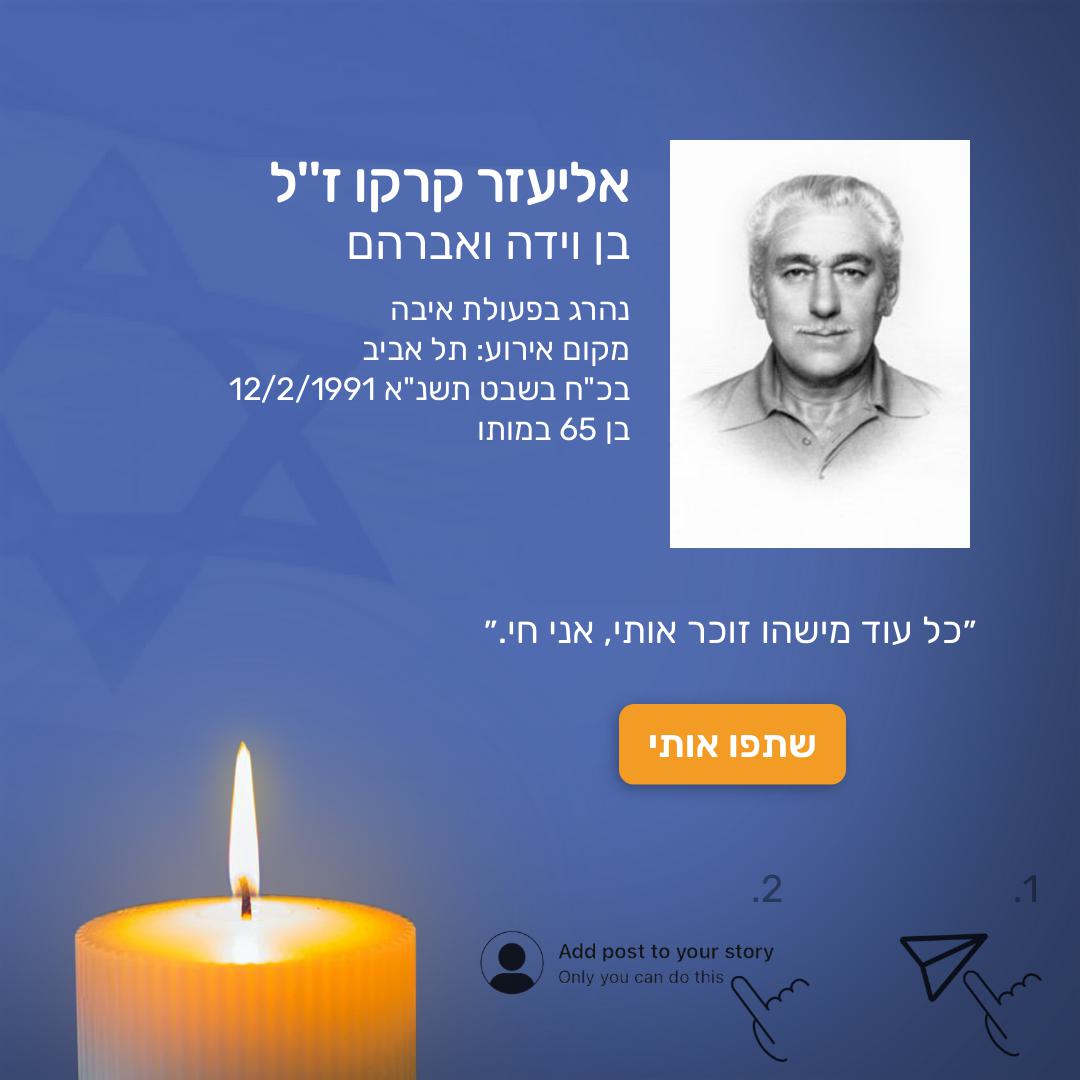 אליעזר קרקו ז"ל
בן וידה ואברהם
נהרג בפעולת איבה
מקום אירוע: תל אביב
בכ"ח בשבט תשנ"א 12/2/1991
בן 65 במותו
״כל עוד מישהו זוכר אותי, אני חי.״
שתפו אותי
1.
2.
Add post to your story
Only you can do this